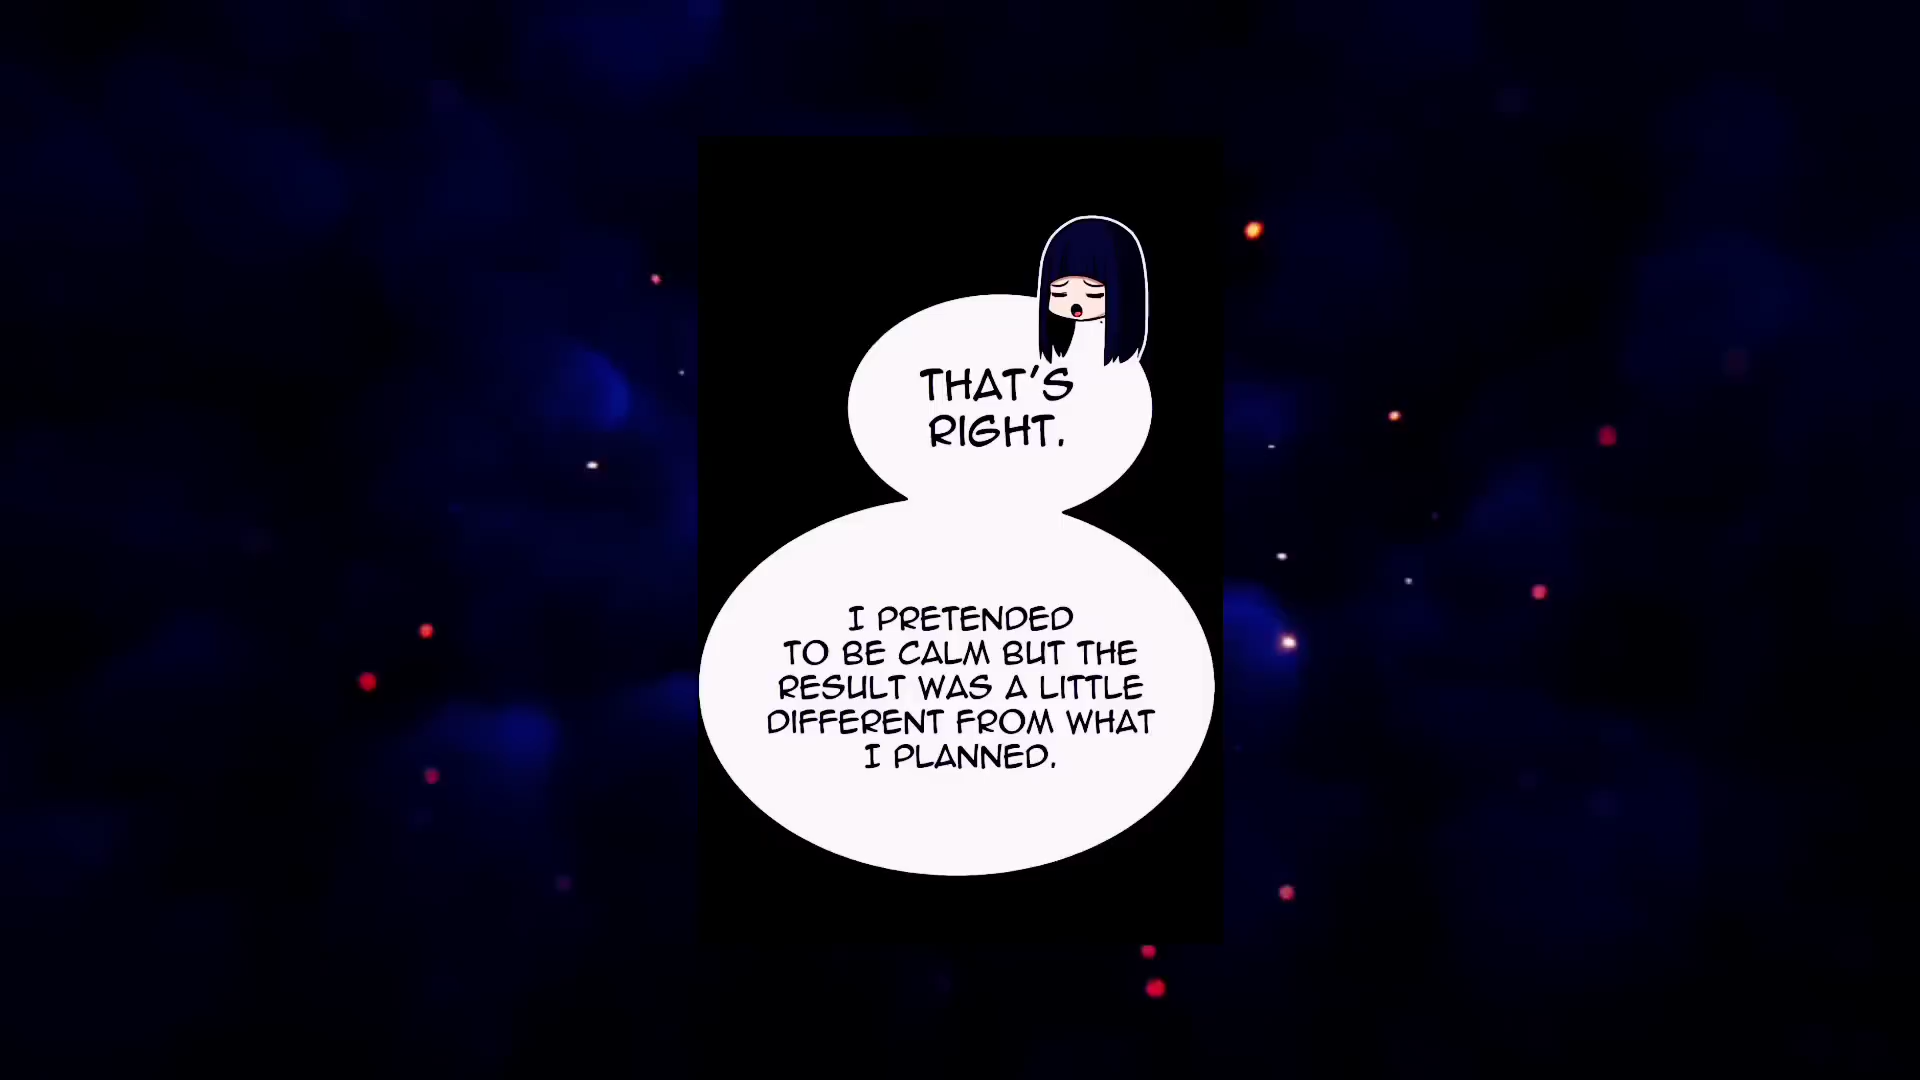 THAT'S
RIGHT.
I PRETENDED
TO BE CALM BUT THE
RESULT WAS A LITTLE
DIFFERENT FROM WHAT
I PLANNED.